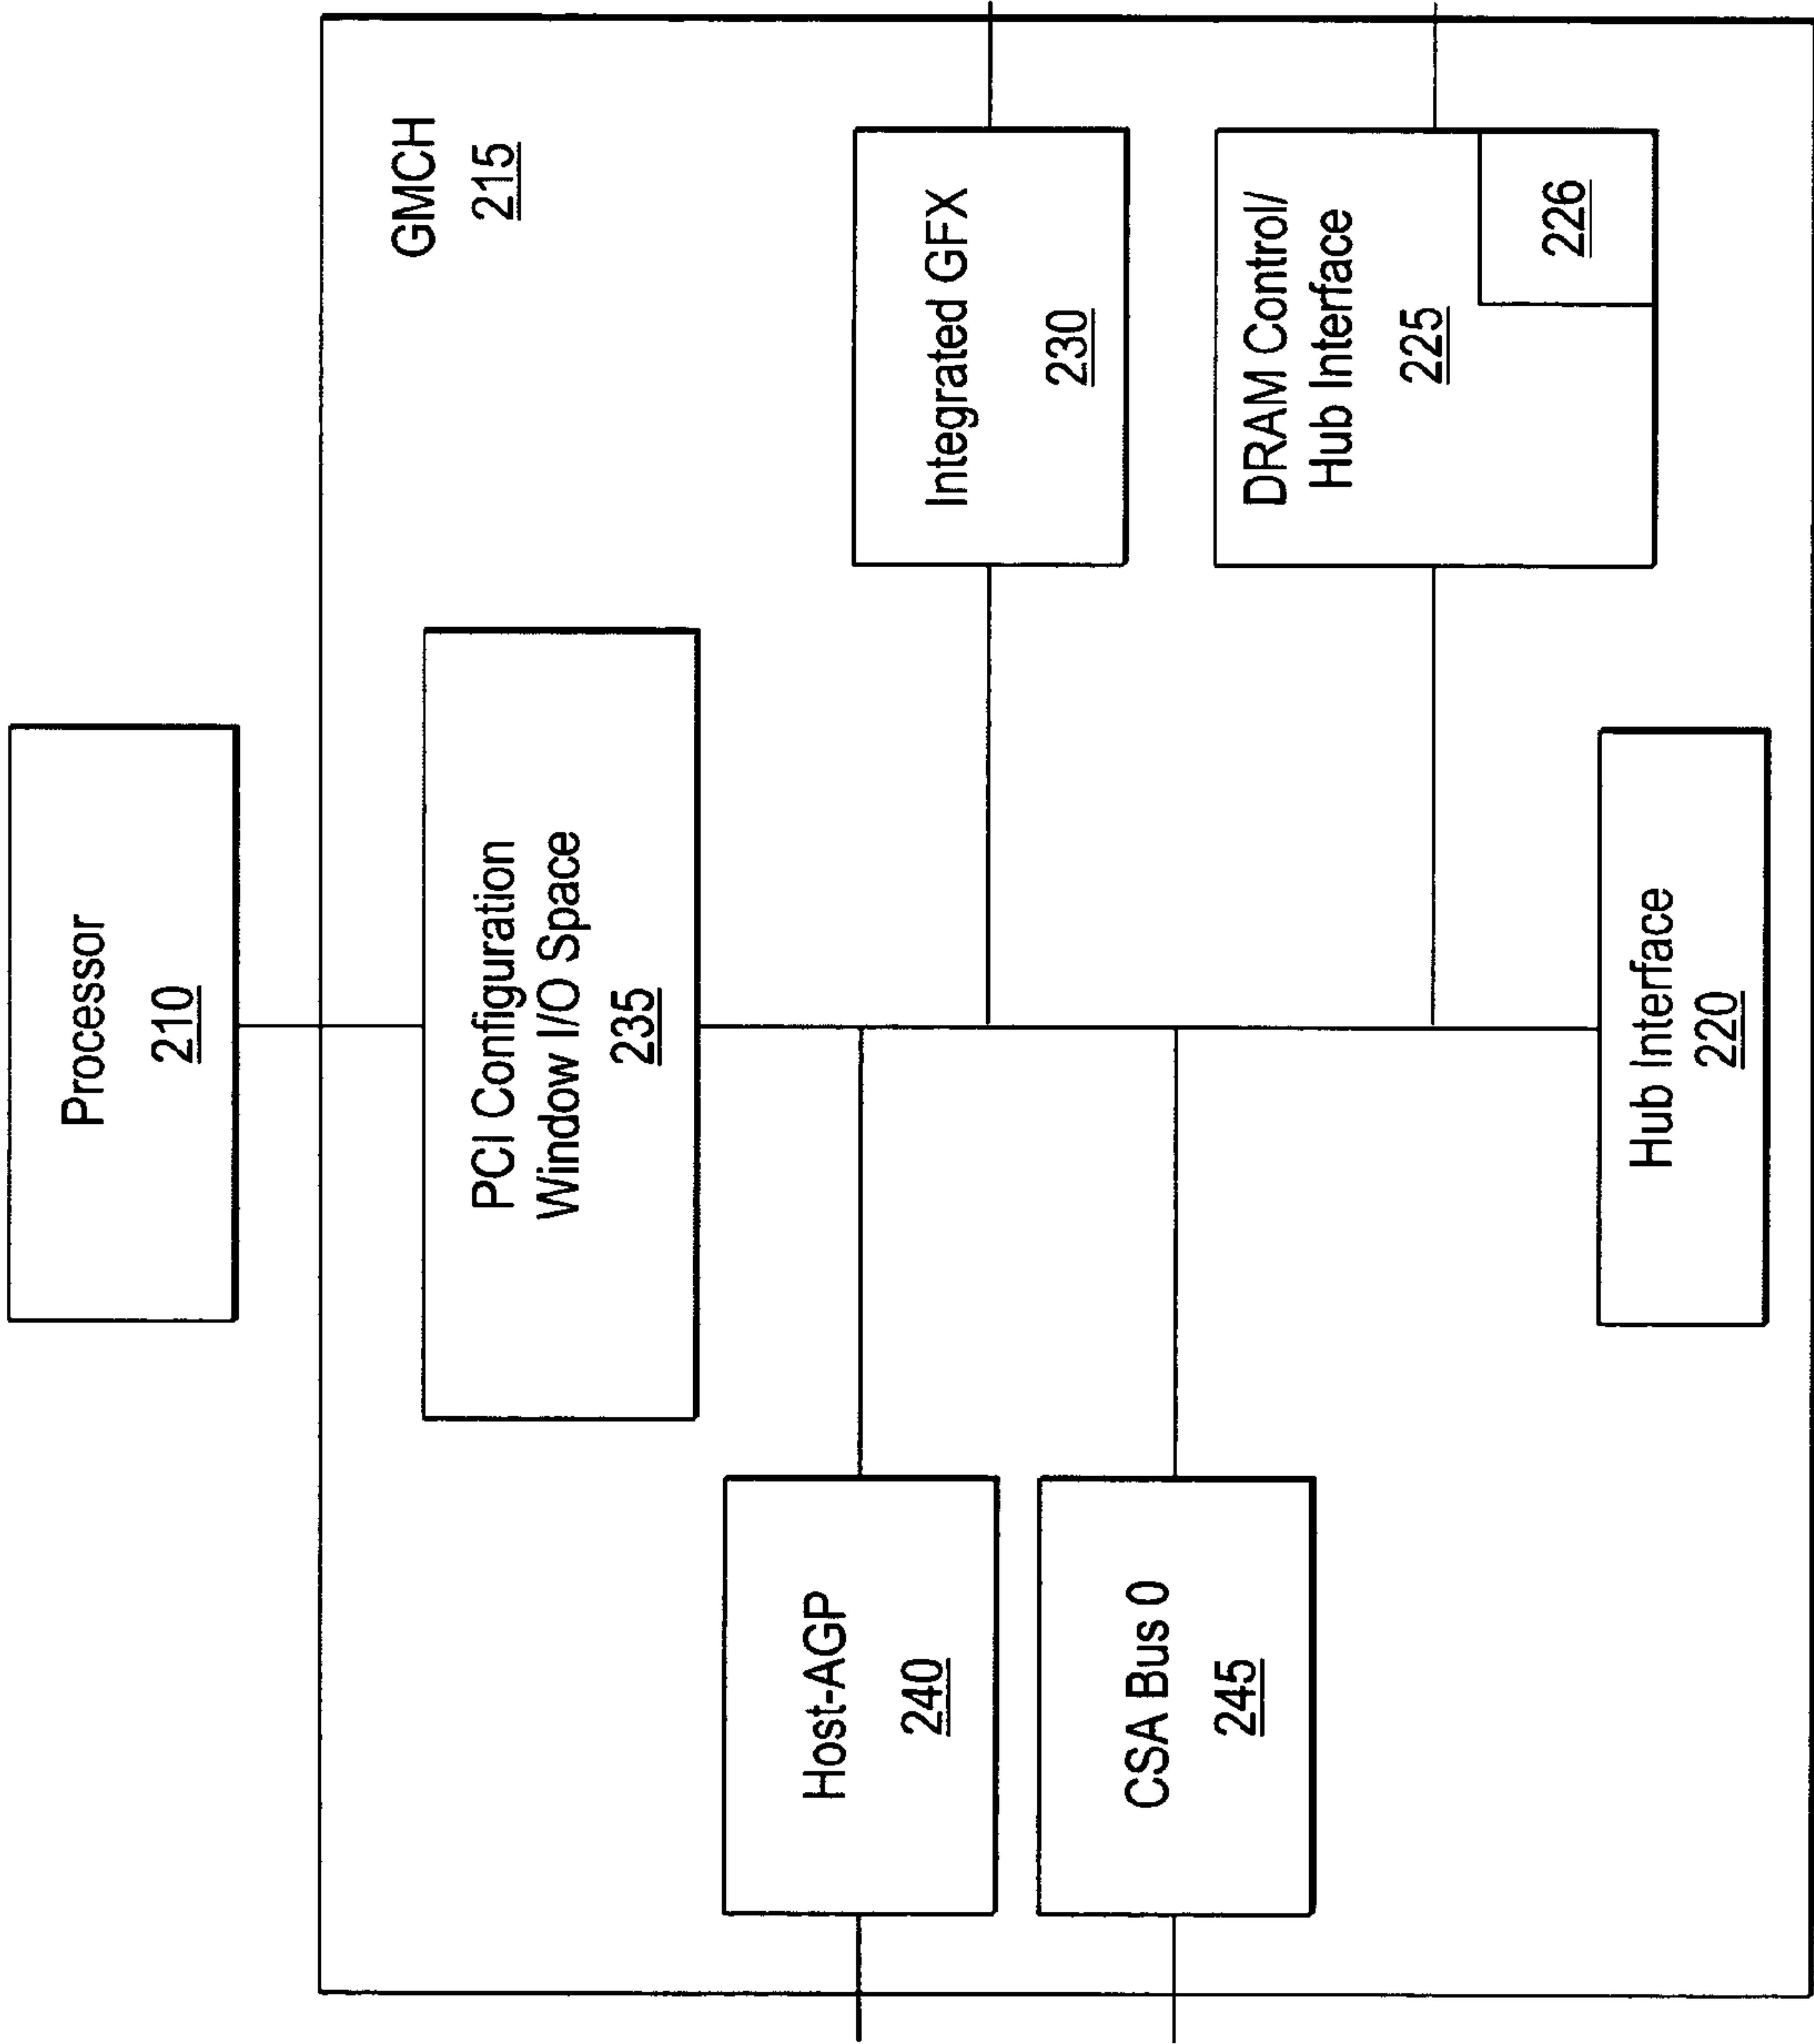 Processor
210
GMCH
215
PCI Configuration
Window I/O Space
235
Host-AGP
240
Integrated GFX
230
CSA Bus 0
245
DRAM Control/
Hub Interface
225
226
Hub Interface
220